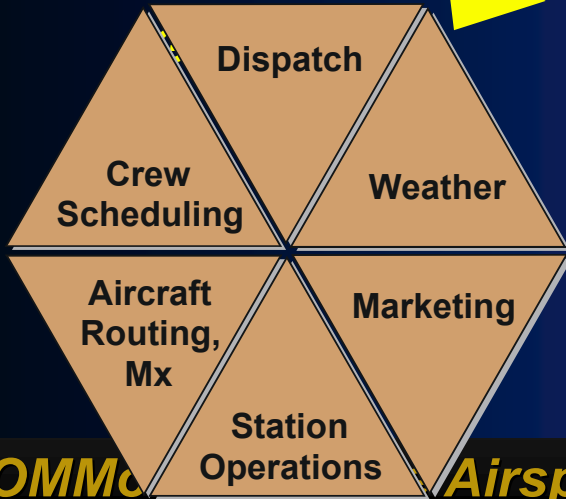 Dispatch
Crew
Scheduling
Weather
Aircraft
Routing,
Mx
Marketing
Station
Operations